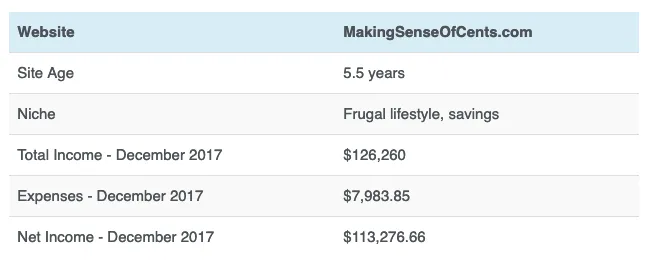 Website MakingSenseOfCents.com
Site Age 5.5 years
Niche Frugal lifestyle, savings
Total Income - December 2017 $126,260
Expenses - December 2017 $7,983.85
Net Income - December 2017 $113,276.66